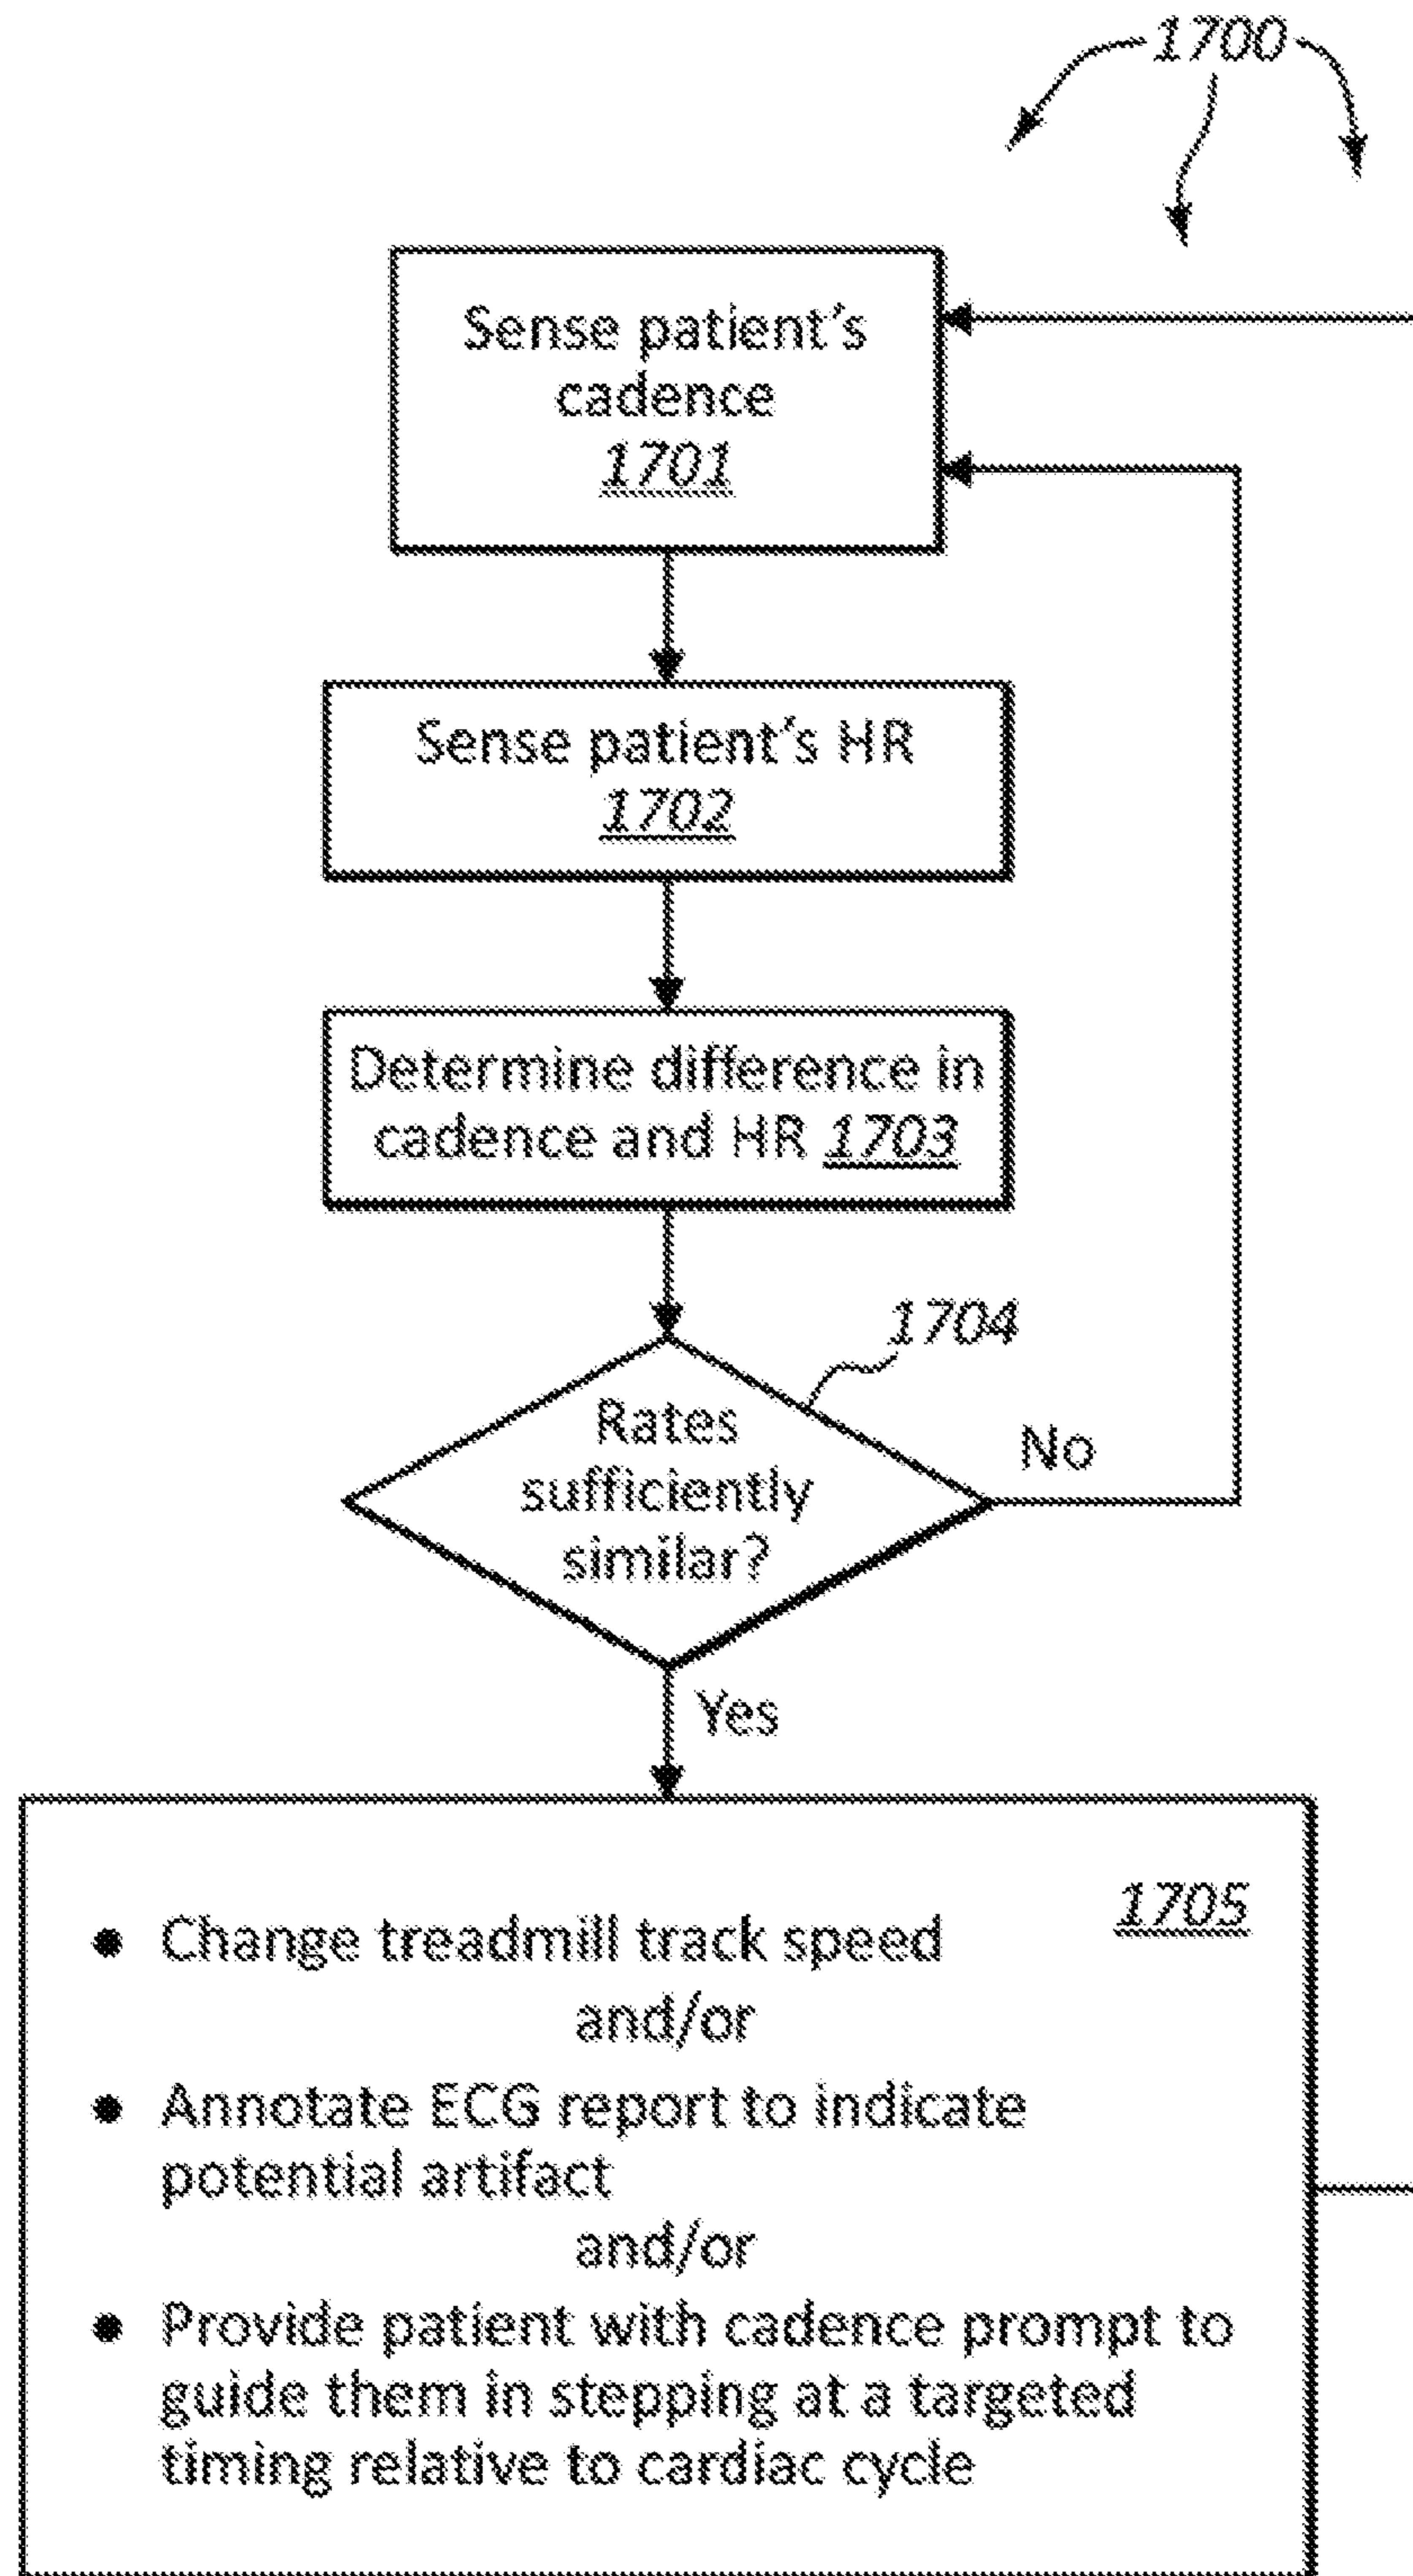 1700
Sense patient's
cadence
1701
Sense patient's HR
1702
Determine difference in
cadence and HR 1703
1704
Rates
sufficiently
similar?
No
Yes
1705
• Change treadmill track speed
and/or
• Annotate ECG report to indicate
potential artifact
and/or
• Provide patient with cadence prompt to
guide them in stepping at a targeted
timing relative to cardiac cycle